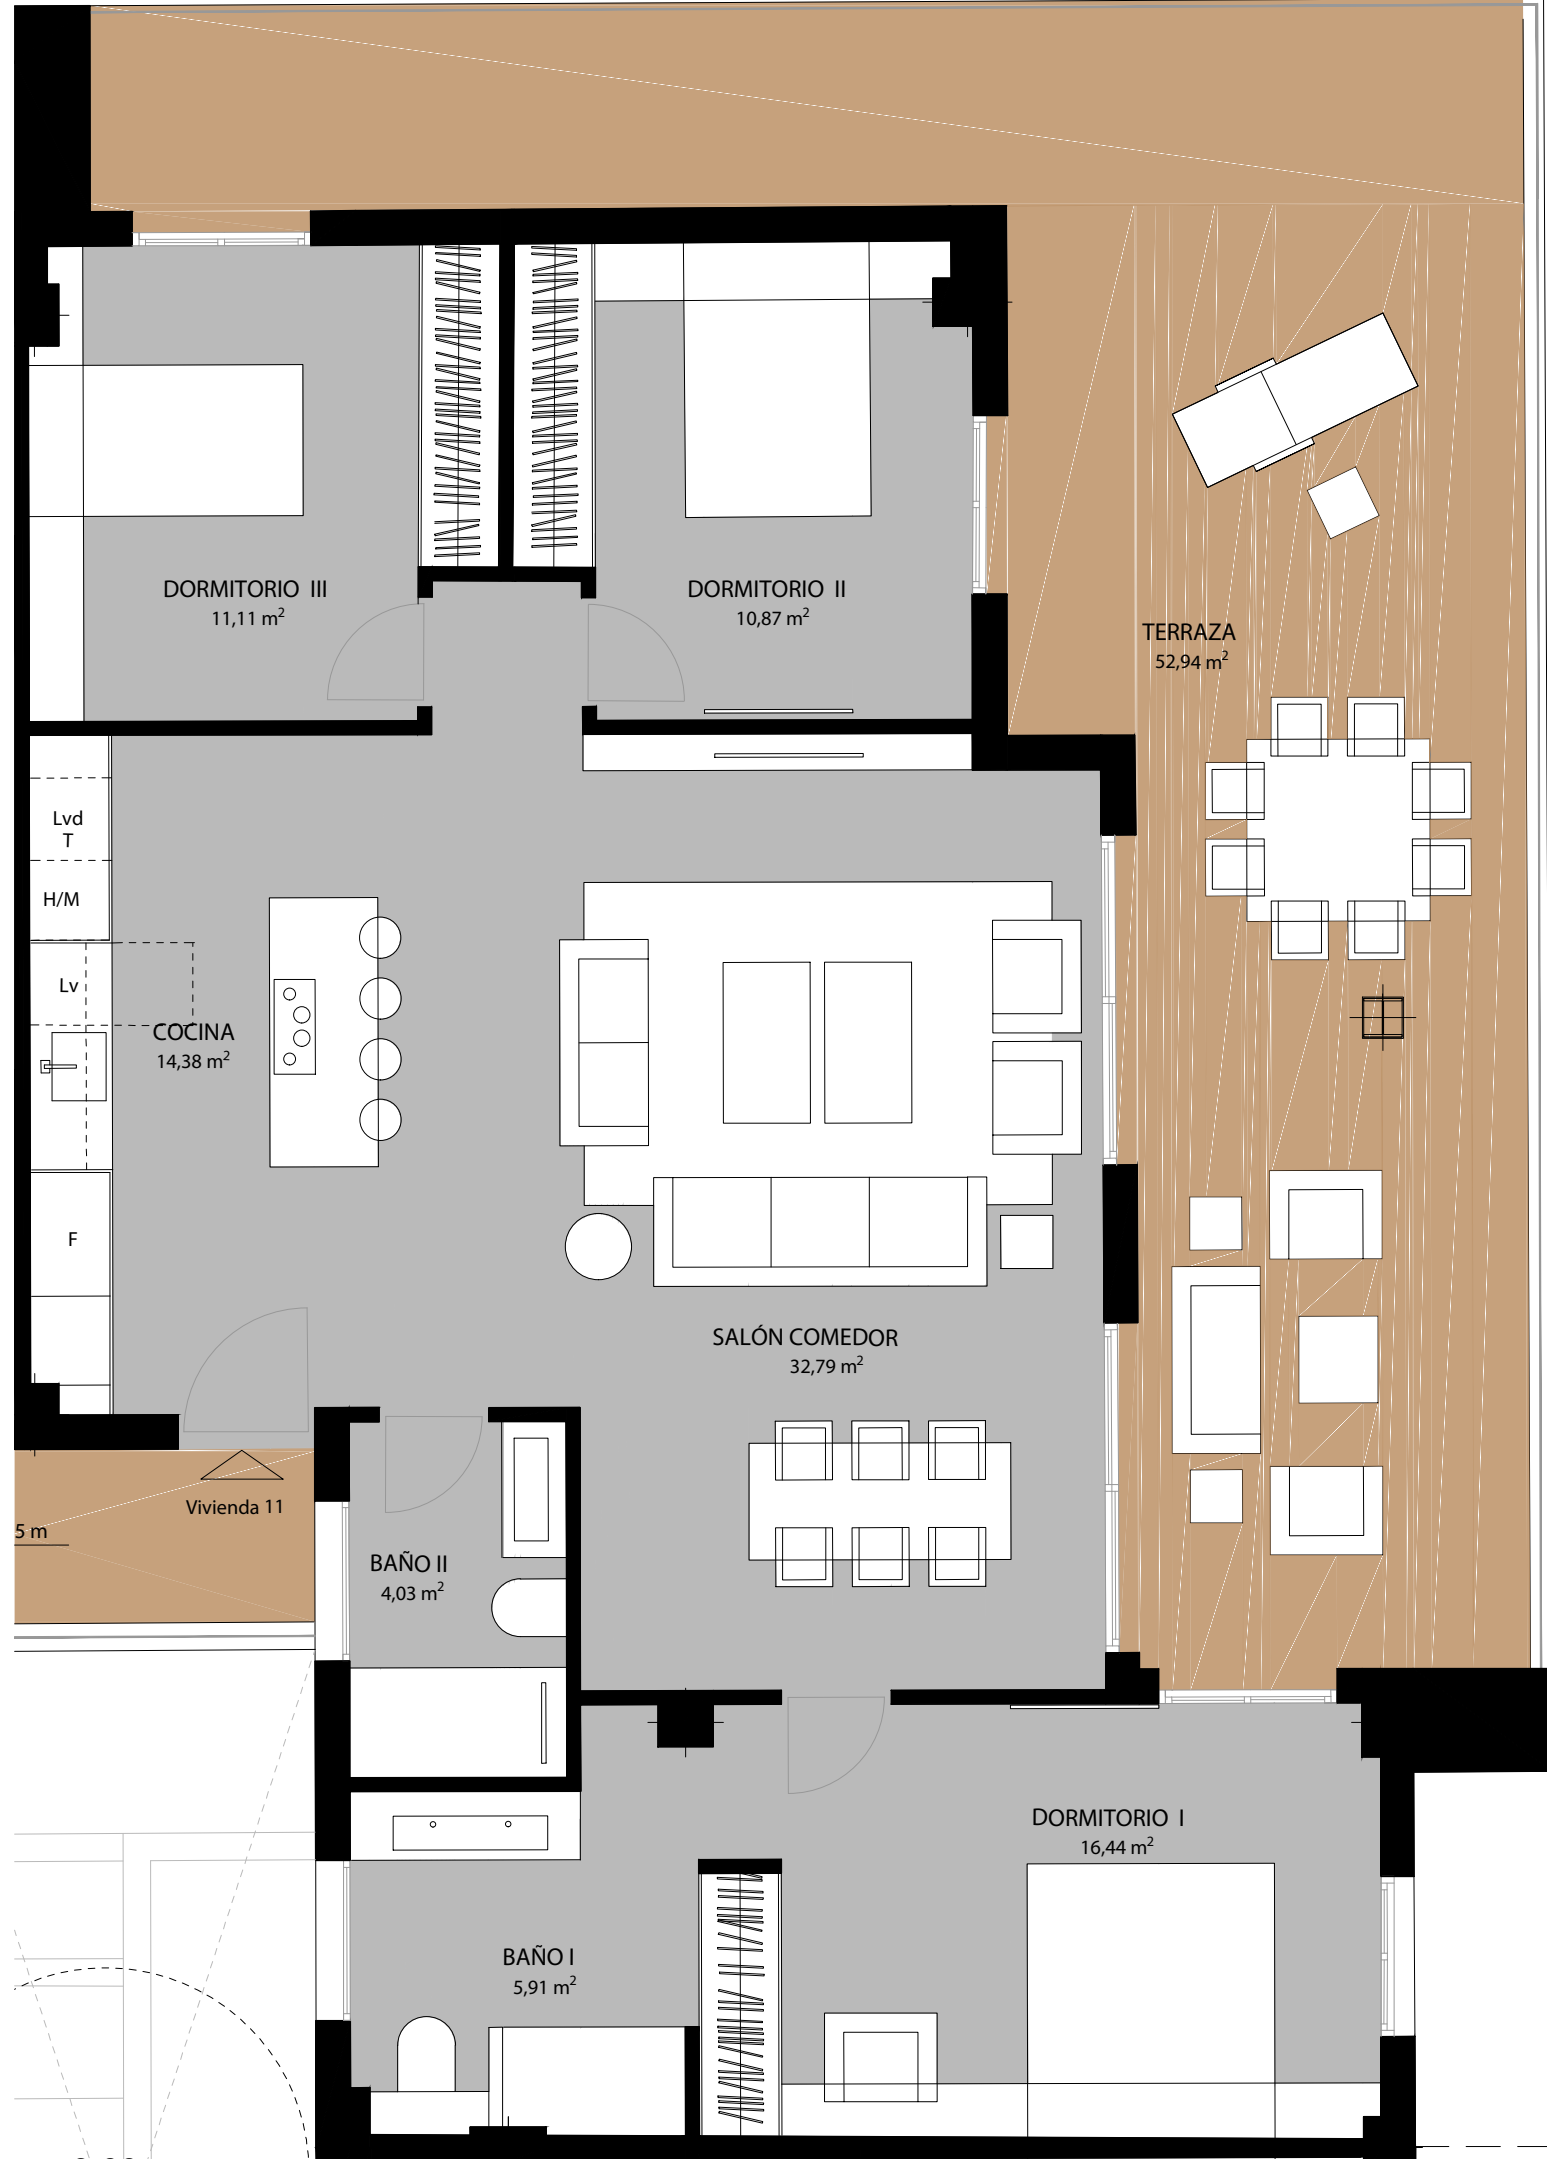 DORMITORIO III
11,11 m²
DORMITORIO II
10,87 m²
TERRAZA
52,94 m²
Lvd
T
H/M
Lv
COCINA
14,38 m²
F
SALÓN COMEDOR
32,79 m²
Vivienda 11
5 m
BAÑO II
4,03 m²
DORMITORIO I
16,44 m²
BAÑO I
5,91 m²